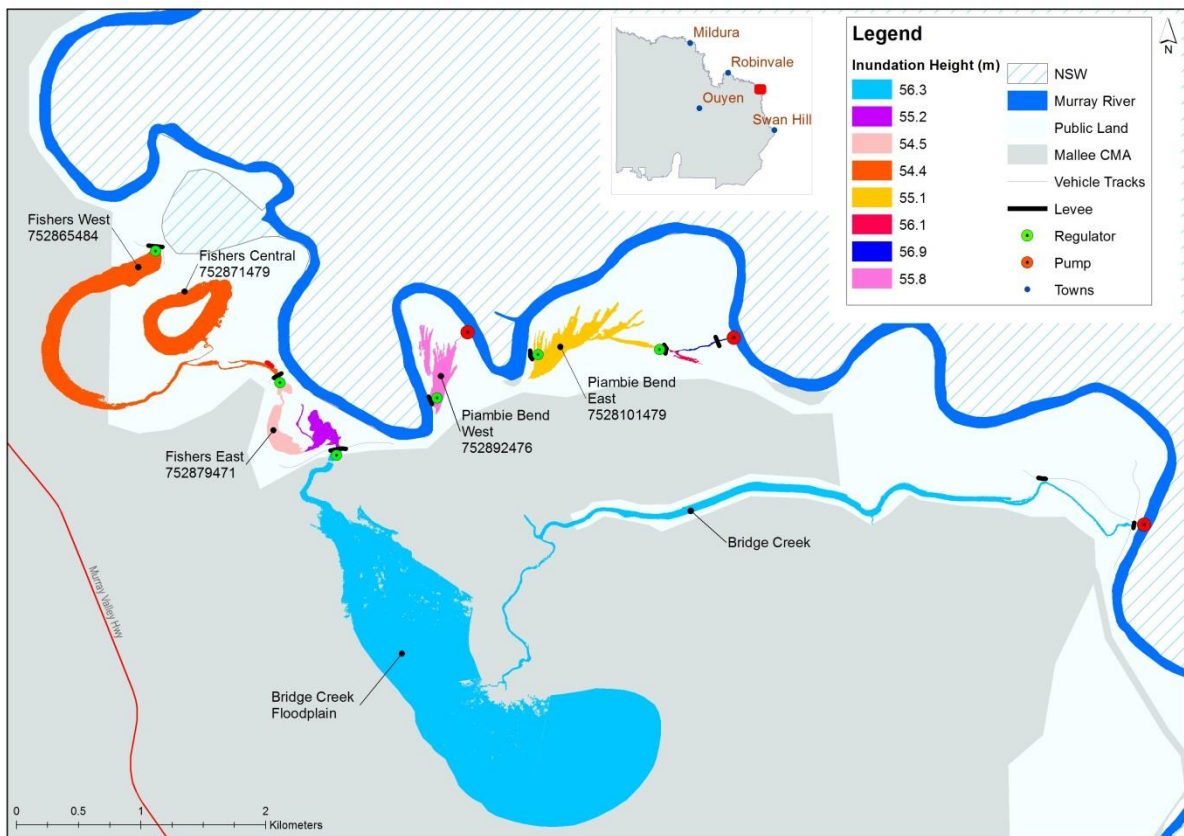 Mildura
Robinvale
Ouyen
Swan Hill
Legend
Inundation Height (m)
56.3
55.2
54.5
54.4
55.1
56.1
56.9
55.8
NSW
Murray River
Public Land
Mallee CMA
Vehicle Tracks
Levee
Regulator
Pump
Towns
N
Fishers West
752865484
Fishers Central
752871479
Fishers East
752879471
Piambie Bend
West
752892476
Piambie Bend
East
7528101479
Bridge Creek
Bridge Creek
Floodplain
Murray Valley Hwy
0 0.5 1 2
Kilometers